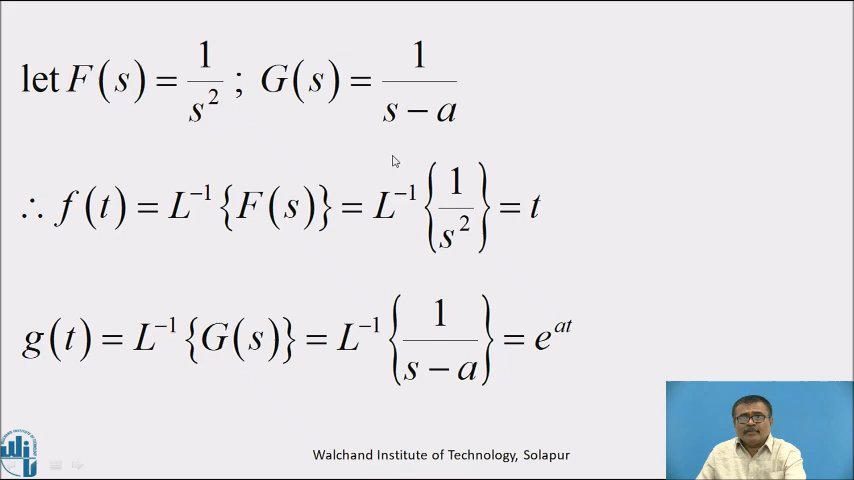 let F(s) = 1/s² ; G(s) = 1/(s − a)
∴ f(t) = L⁻¹{F(s)} = L⁻¹{1/s²} = t
g(t) = L⁻¹{G(s)} = L⁻¹{1/(s − a)} = e^{at}
Walchand Institute of Technology, Solapur